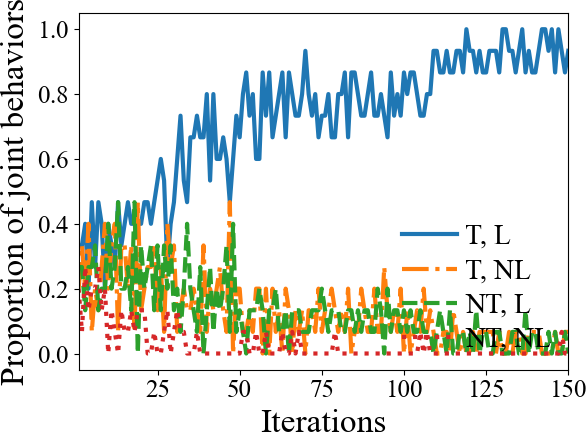 Proportion of joint behaviors
1.0
0.8
0.6
0.4
0.2
0.0
T, L
T, NL
NT, L
NT, NL
25
50
75
100
125
150
Iterations